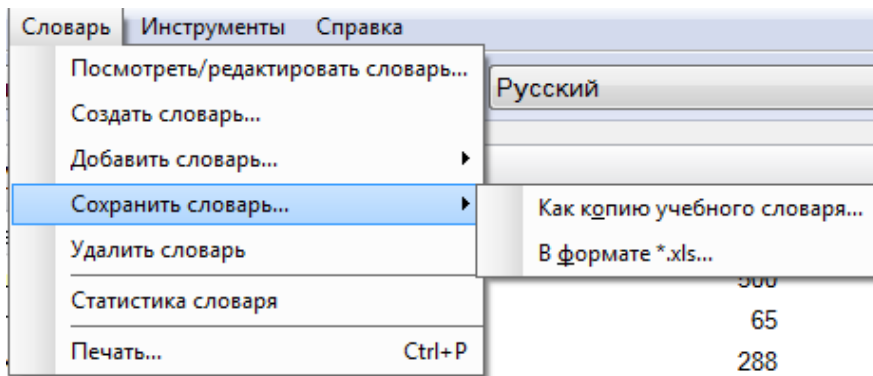 Словарь Инструменты Справка
Посмотреть/редактировать словарь...
Русский
Создать словарь...
Добавить словарь...
Сохранить словарь...
Как копию учебного словаря...
Удалить словарь
В формате *.xls...
500
Статистика словаря
65
Печать... Ctrl+P
288